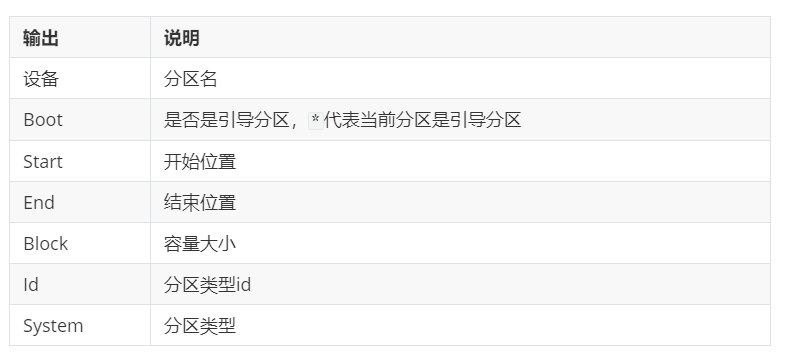 输出 说明
设备 分区名
Boot 是否是引导分区，*代表当前分区是引导分区
Start 开始位置
End 结束位置
Block 容量大小
Id 分区类型id
System 分区类型